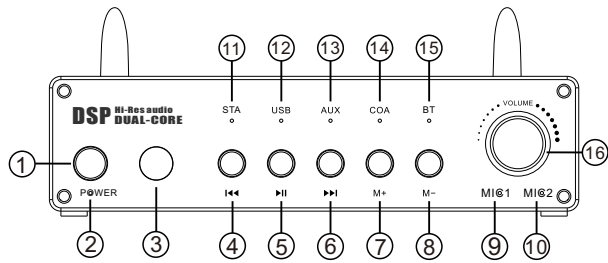 11 12 13 14 15
STA USB AUX COA BT
VOLUME
DSP Hi-Res audio
DUAL-CORE
1
16
POWER
M+ M-
MIC1 MIC2
2 3 4 5 6 7 8 9 10